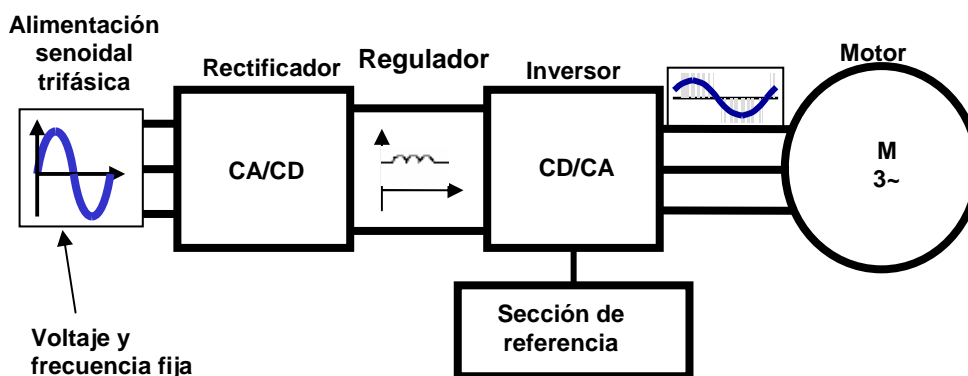 Alimentación
senoidal
trifásica
Rectificador
Regulador
Inversor
Motor
CA/CD
CD/CA
M
3~
Sección de
referencia
Voltaje y
frecuencia fija